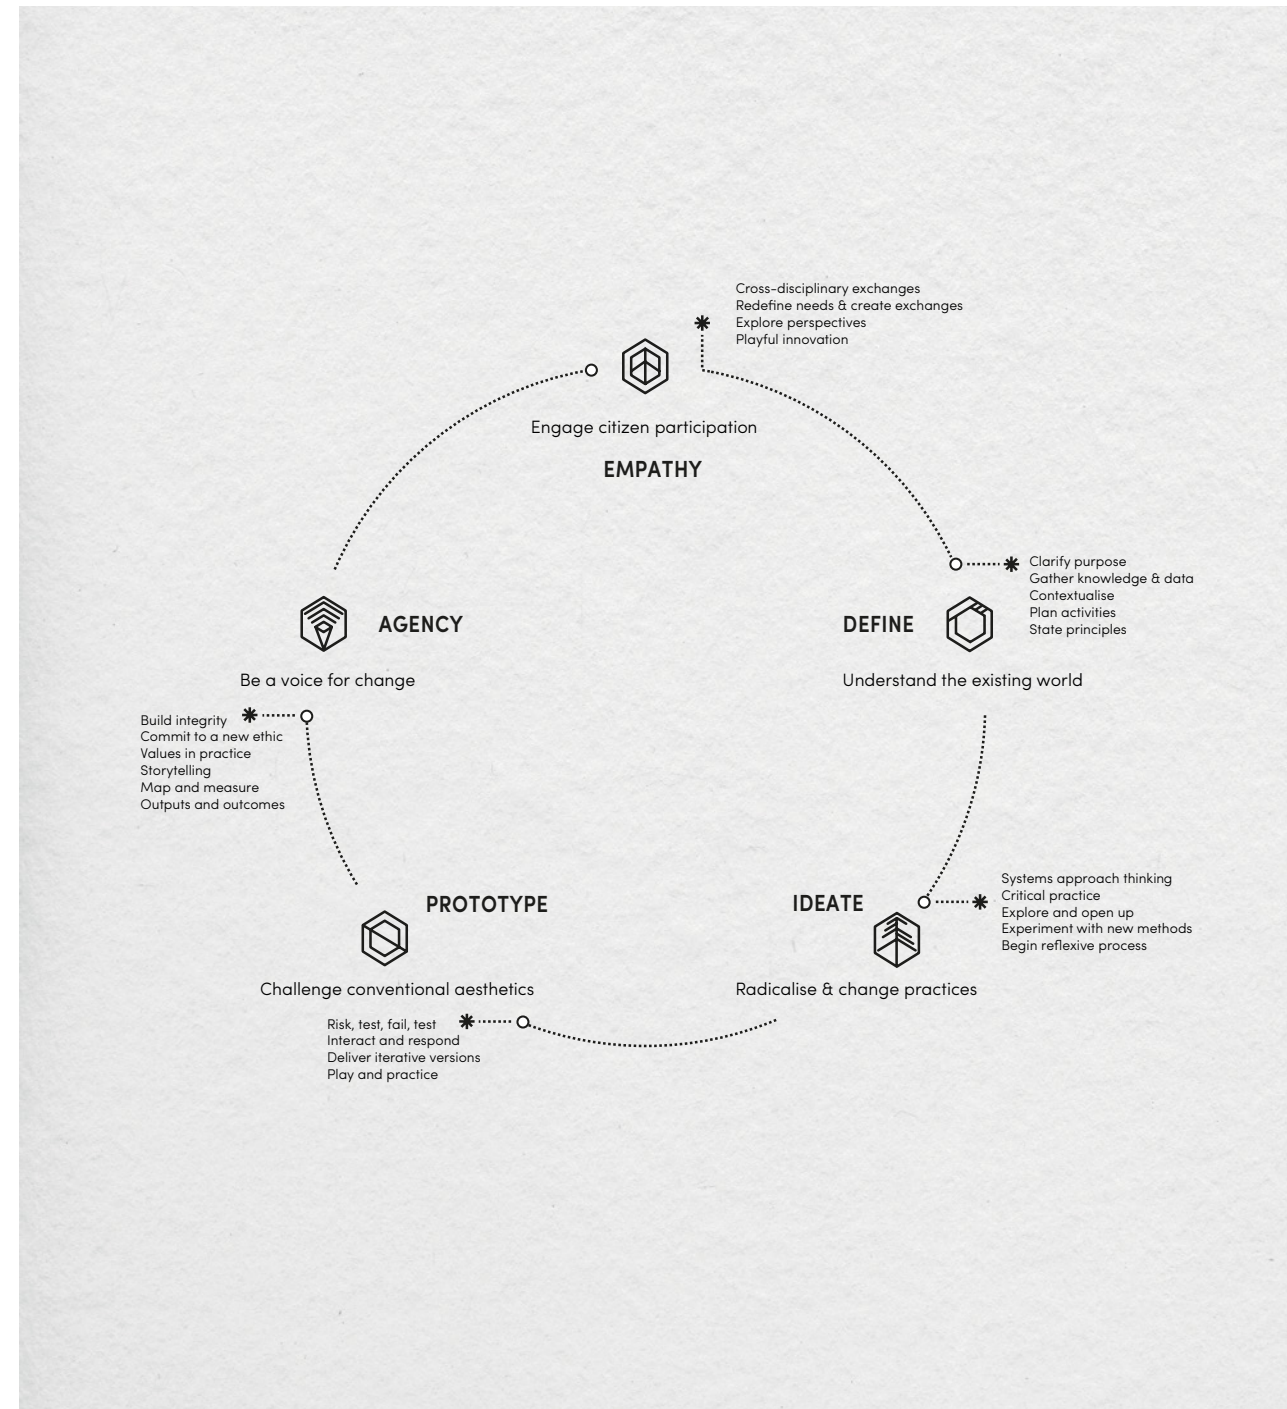 Cross-disciplinary exchanges
Redefine needs & create exchanges
Explore perspectives
Playful innovation
Engage citizen participation
EMPATHY
Clarify purpose
Gather knowledge & data
Contextualise
Plan activities
State principles
DEFINE
Understand the existing world
Systems approach thinking
Critical practice
Explore and open up
Experiment with new methods
Begin reflexive process
IDEATE
Radicalise & change practices
PROTOTYPE
Challenge conventional aesthetics
Risk, test, fail, test
Interact and respond
Deliver iterative versions
Play and practice
AGENCY
Be a voice for change
Build integrity
Commit to a new ethic
Values in practice
Storytelling
Map and measure
Outputs and outcomes